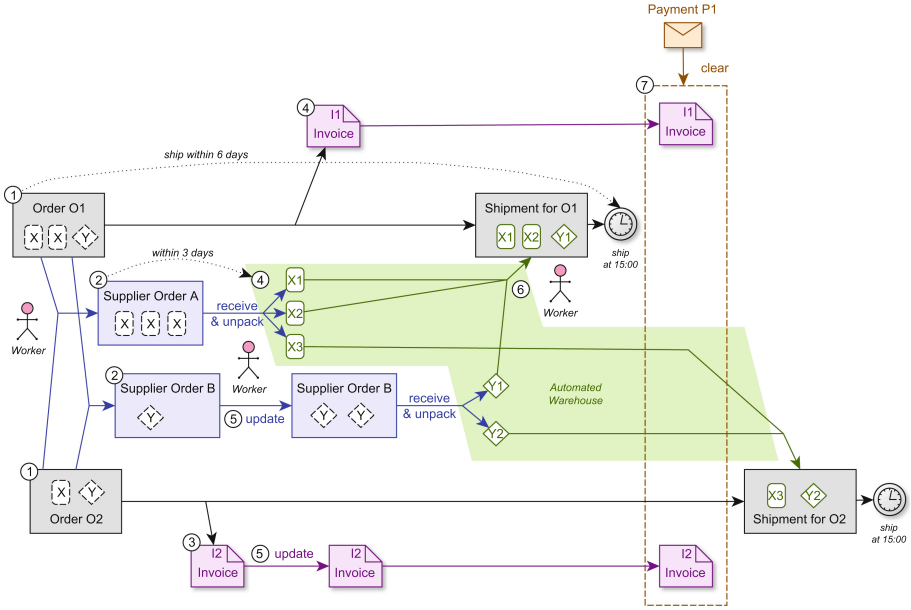 Payment P1
clear
7
4
I1
Invoice
I1
Invoice
ship within 6 days
1
Order O1
X X Y
Shipment for O1
X1 X2 Y1
ship
at 15:00
within 3 days
2
4
Supplier Order A
X X X
receive
& unpack
X1
X2
X3
6
Worker
Worker
Worker
2
Supplier Order B
Y
5 update
Supplier Order B
Y Y
receive
& unpack
Y1
Y2
Automated
Warehouse
1
X Y
Order O2
X3 Y2
Shipment for O2
ship
at 15:00
3
I2
Invoice
5 update
I2
Invoice
I2
Invoice